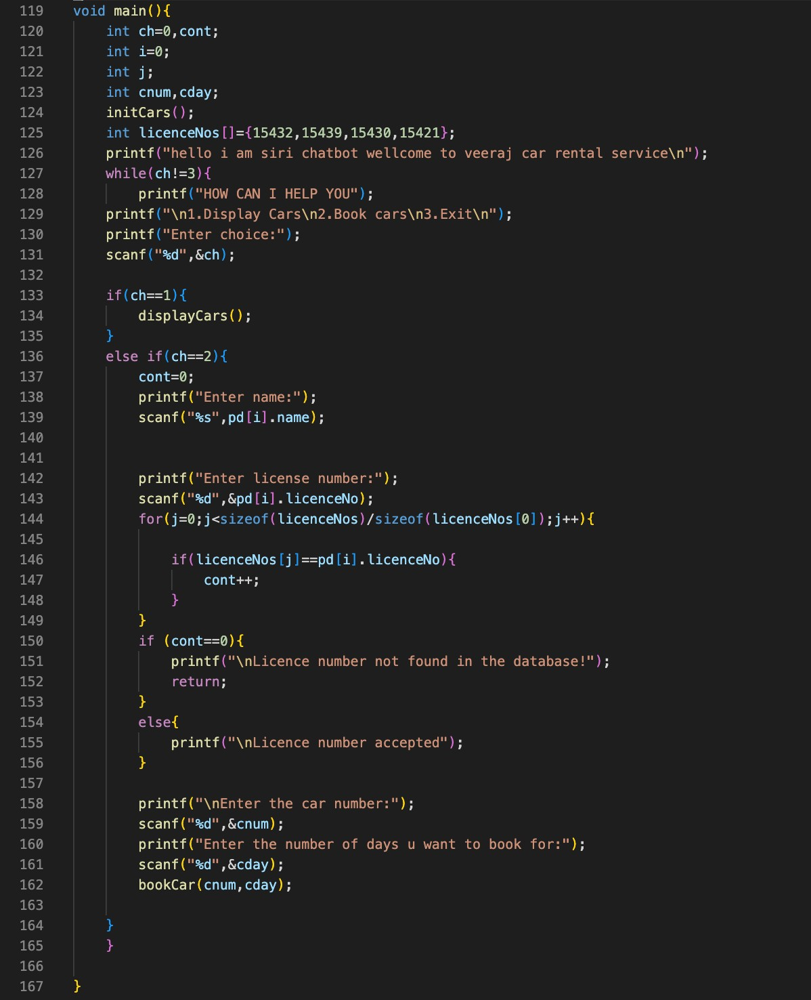 119 void main(){
120     int ch=0,cont;
121     int i=0;
122     int j;
123     int cnum,cday;
124     initCars();
125     int licenceNos[]={15432,15439,15430,15421};
126     printf("hello i am siri chatbot wellcome to veeraj car rental service\n");
127     while(ch!=3){
128         printf("HOW CAN I HELP YOU");
129     printf("\n1.Display Cars\n2.Book cars\n3.Exit\n");
130     printf("Enter choice:");
131     scanf("%d",&ch);
132
133     if(ch==1){
134         displayCars();
135     }
136     else if(ch==2){
137         cont=0;
138         printf("Enter name:");
139         scanf("%s",pd[i].name);
140
141
142         printf("Enter license number:");
143         scanf("%d",&pd[i].licenceNo);
144         for(j=0;j<sizeof(licenceNos)/sizeof(licenceNos[0]);j++){
145
146             if(licenceNos[j]==pd[i].licenceNo){
147                 cont++;
148             }
149         }
150         if (cont==0){
151             printf("\nLicence number not found in the database!");
152             return;
153         }
154         else{
155             printf("\nLicence number accepted");
156         }
157
158         printf("\nEnter the car number:");
159         scanf("%d",&cnum);
160         printf("Enter the number of days u want to book for:");
161         scanf("%d",&cday);
162         bookCar(cnum,cday);
163
164     }
165     }
166
167 }